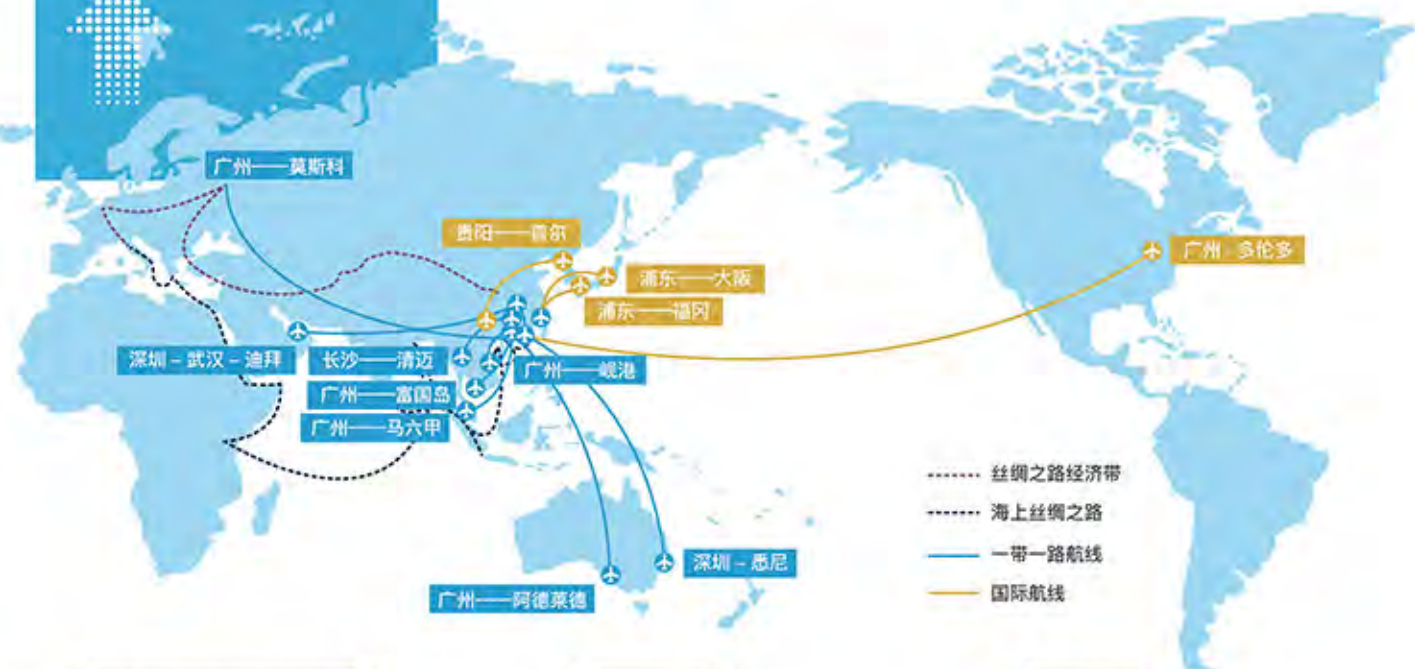 广州——莫斯科
贵阳——首尔
浦东——大阪
浦东——福冈
广州-多伦多
深圳-武汉-迪拜
长沙——清迈
广州——岘港
广州——富国岛
广州——马六甲
丝绸之路经济带
海上丝绸之路
一带一路航线
国际航线
深圳-悉尼
广州——阿德莱德